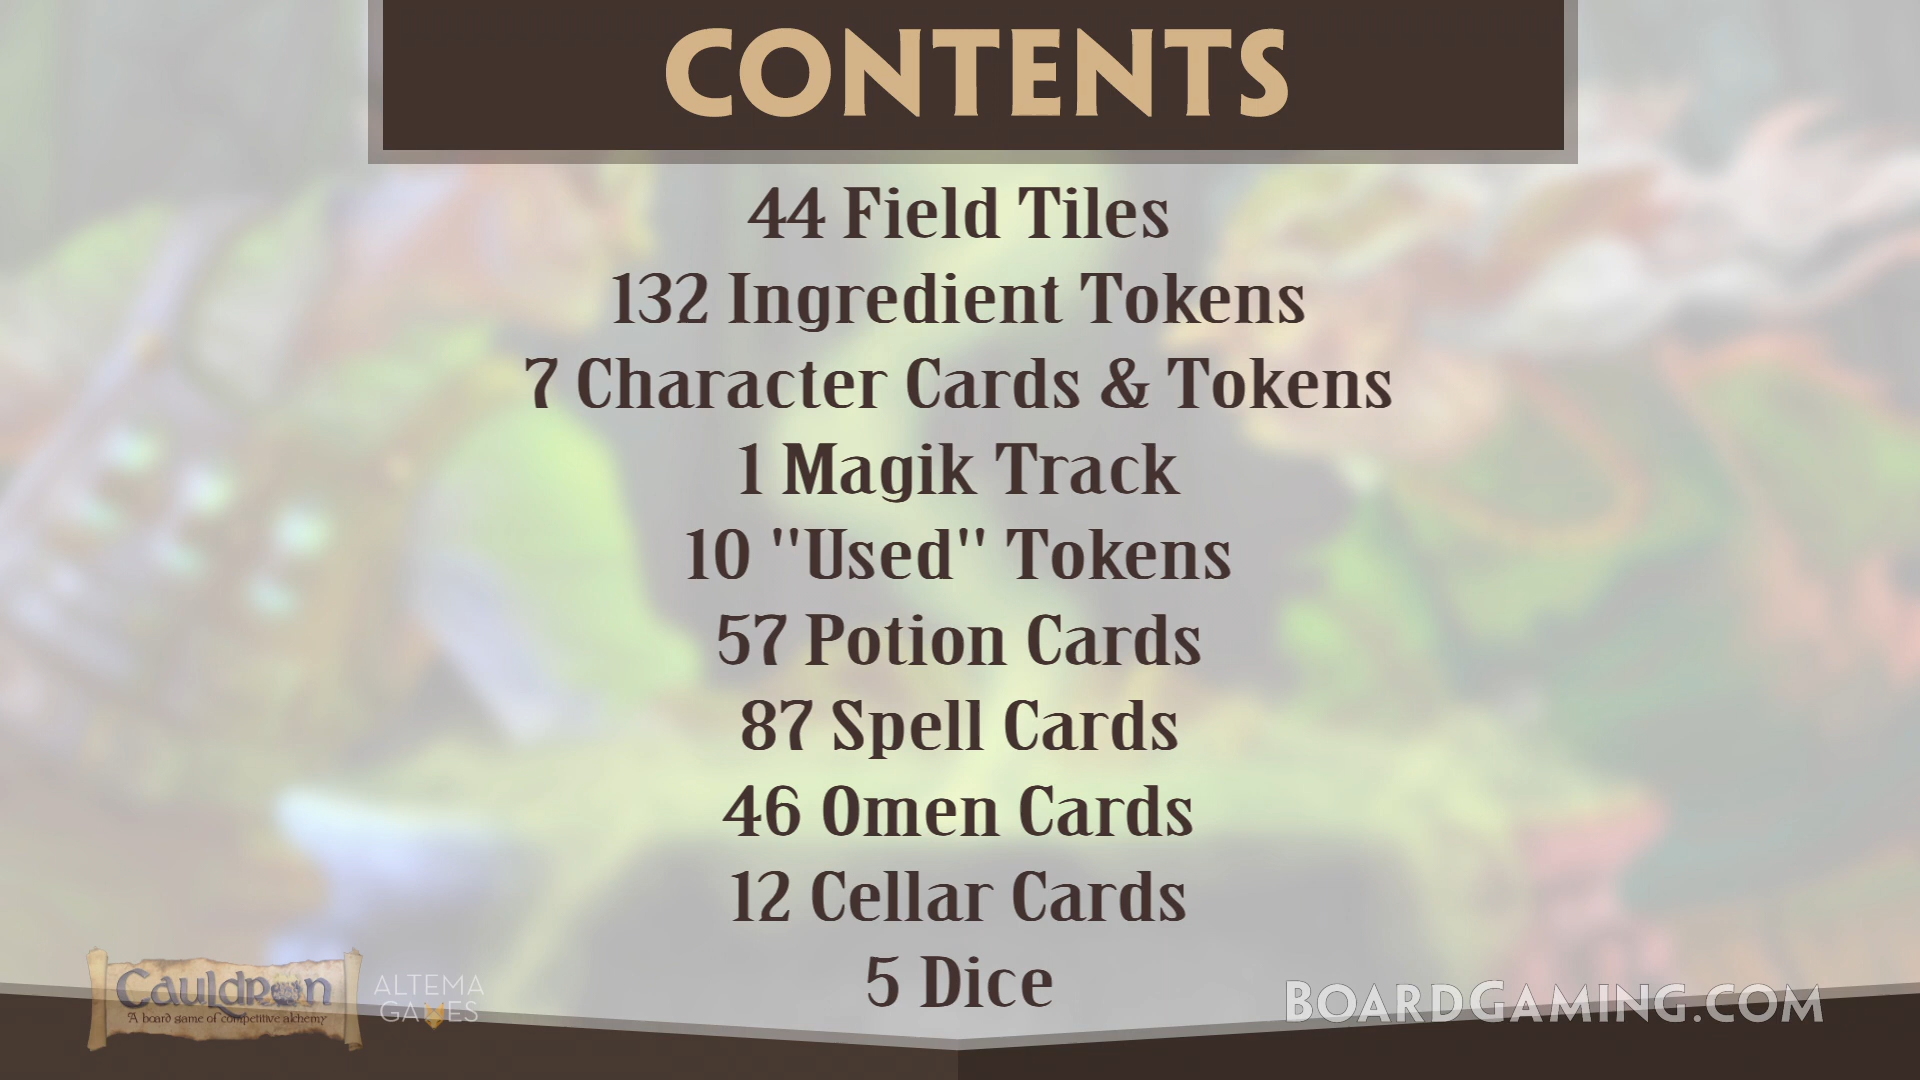 CONTENTS
44 Field Tiles
132 Ingredient Tokens
7 Character Cards & Tokens
1 Magik Track
10 "Used" Tokens
57 Potion Cards
87 Spell Cards
46 Omen Cards
12 Cellar Cards
5 Dice
Cauldron
A board game of competitive alchemy
ALTEMA
GAMES
BOARDGAMING.COM